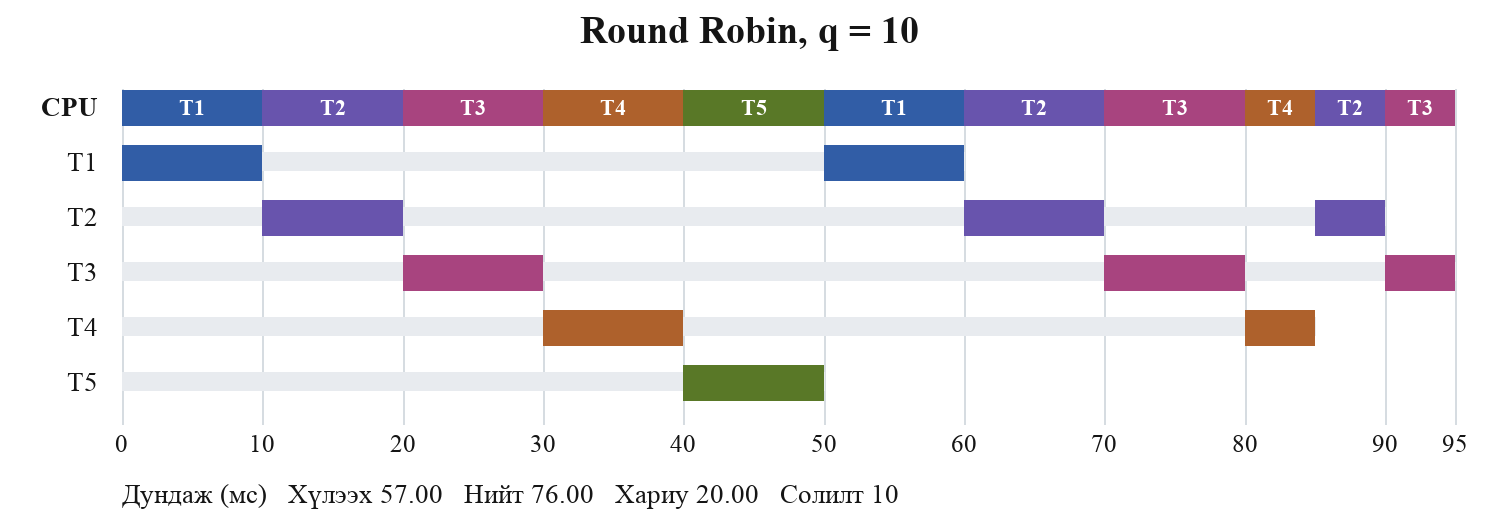 Round Robin, q = 10
CPU T1 T2 T3 T4 T5 T1 T2 T3 T4 T2 T3
T1
T2
T3
T4
T5
0 10 20 30 40 50 60 70 80 90 95
Дундаж (мс) Хүлээх 57.00 Нийт 76.00 Хариу 20.00 Солилт 10